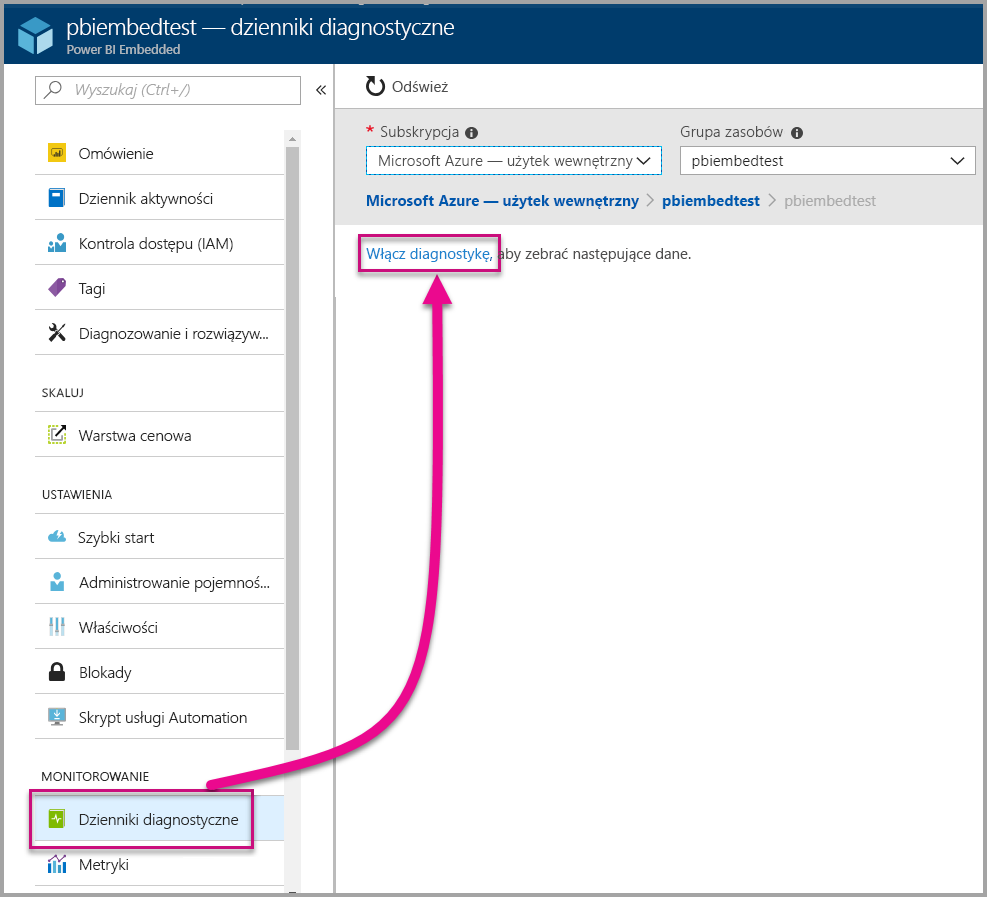 pbiembedtest — dzienniki diagnostyczne
Power BI Embedded
Wyszukaj (Ctrl+/)
«
Omówienie
Dziennik aktywności
Kontrola dostępu (IAM)
Tagi
Diagnozowanie i rozwiązyw...
SKALUJ
Warstwa cenowa
USTAWIENIA
Szybki start
Administrowanie pojemnoś...
Właściwości
Blokady
Skrypt usługi Automation
MONITOROWANIE
Dzienniki diagnostyczne
Metryki
Odśwież
* Subskrypcja
Microsoft Azure — użytek wewnętrzny
Grupa zasobów
pbiembedtest
Microsoft Azure — użytek wewnętrzny > pbiembedtest > pbiembedtest
Włącz diagnostykę, aby zebrać następujące dane.